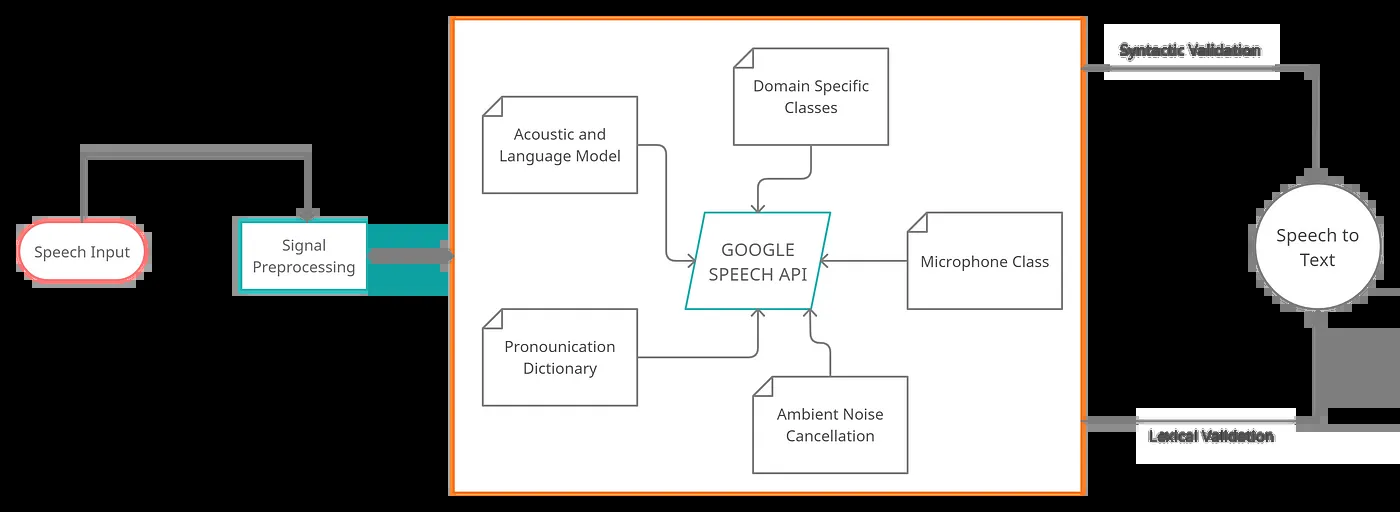 Speech Input
Signal
Preprocessing
Acoustic and
Language Model
Domain Specific
Classes
GOOGLE
SPEECH API
Microphone Class
Pronounication
Dictionary
Ambient Noise
Cancellation
Syntactic Validation
Speech to
Text
Lexical Validation